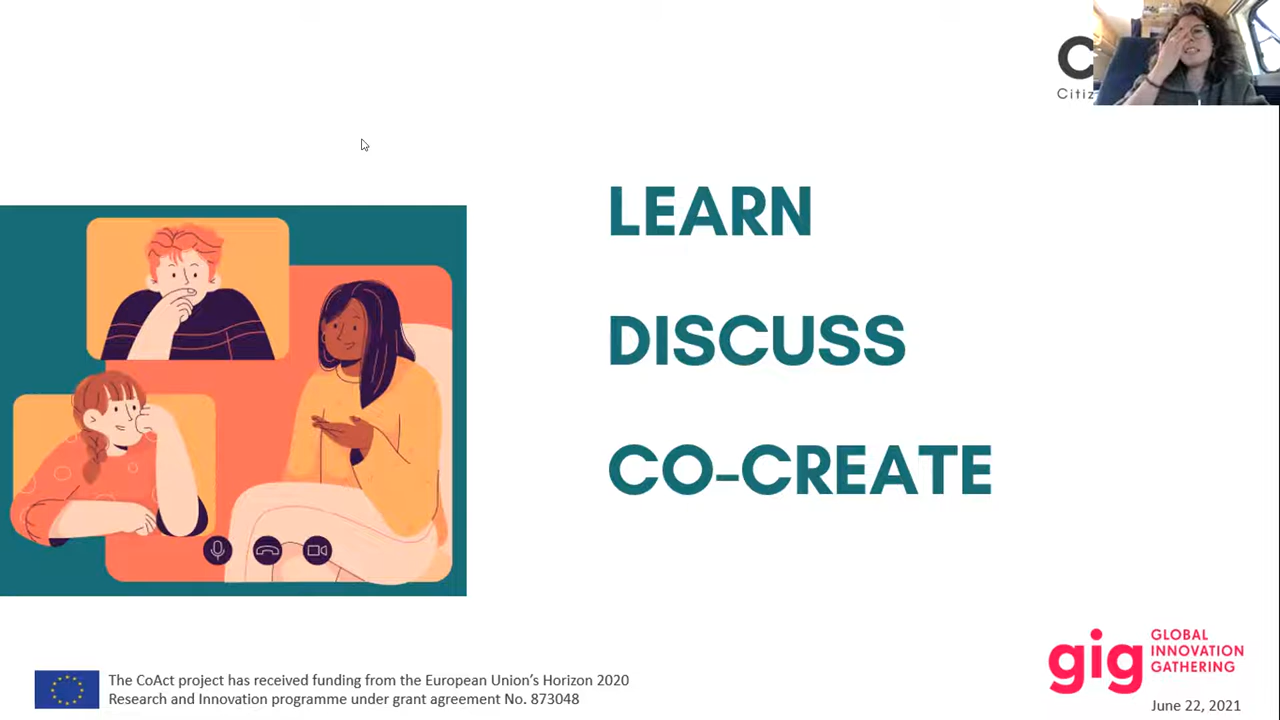 LEARN
DISCUSS
CO-CREATE
gig
GLOBAL
INNOVATION
GATHERING
The CoAct project has received funding from the European Union's Horizon 2020
Research and Innovation programme under grant agreement No. 873048
June 22, 2021